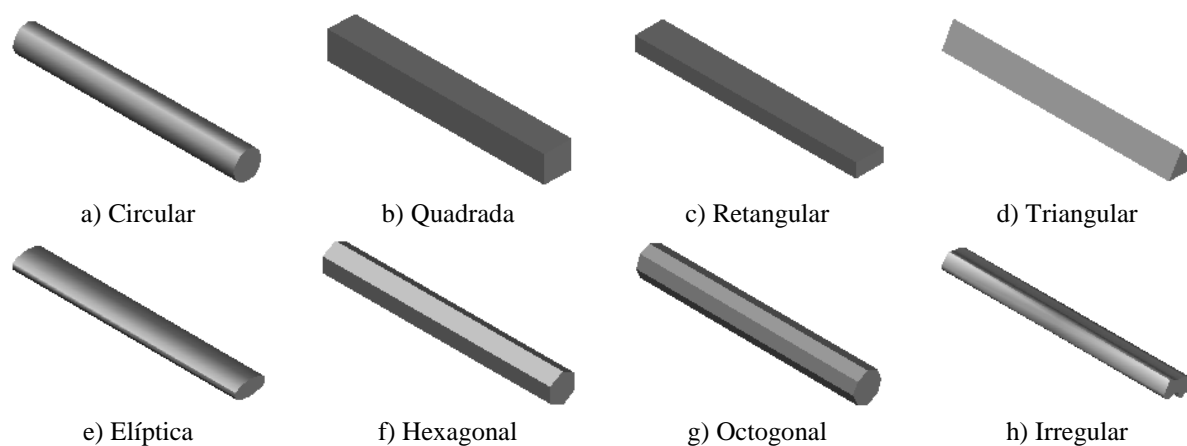 a) Circular
b) Quadrada
c) Retangular
d) Triangular
e) Elíptica
f) Hexagonal
g) Octogonal
h) Irregular